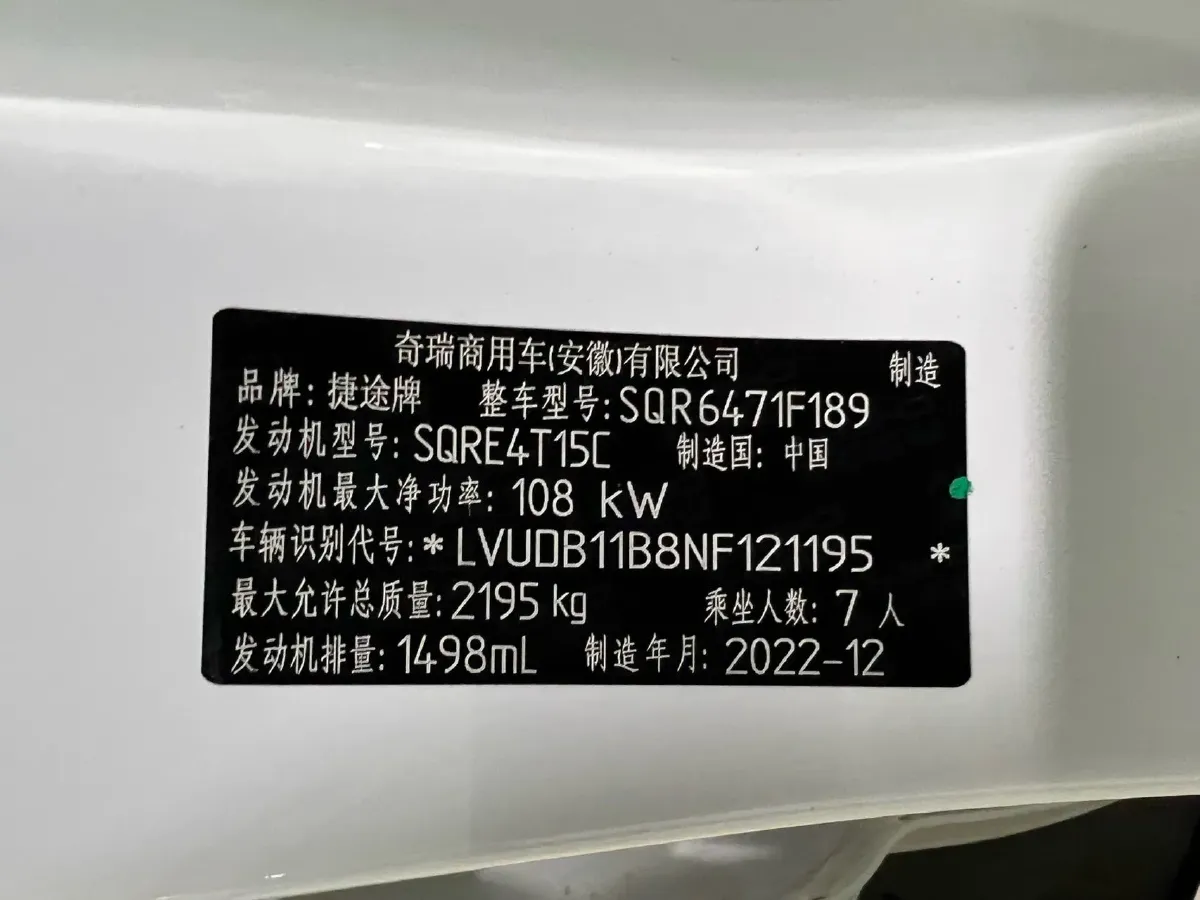 奇瑞商用车(安徽)有限公司 制造
品牌: 捷途牌 整车型号: SQR6471F189
发动机型号: SQRE4T15C 制造国: 中国
发动机最大净功率: 108 kW
车辆识别代号: * LVUDB11B8NF121195 *
最大允许总质量: 2195 kg 乘坐人数: 7 人
发动机排量: 1498mL 制造年月: 2022-12